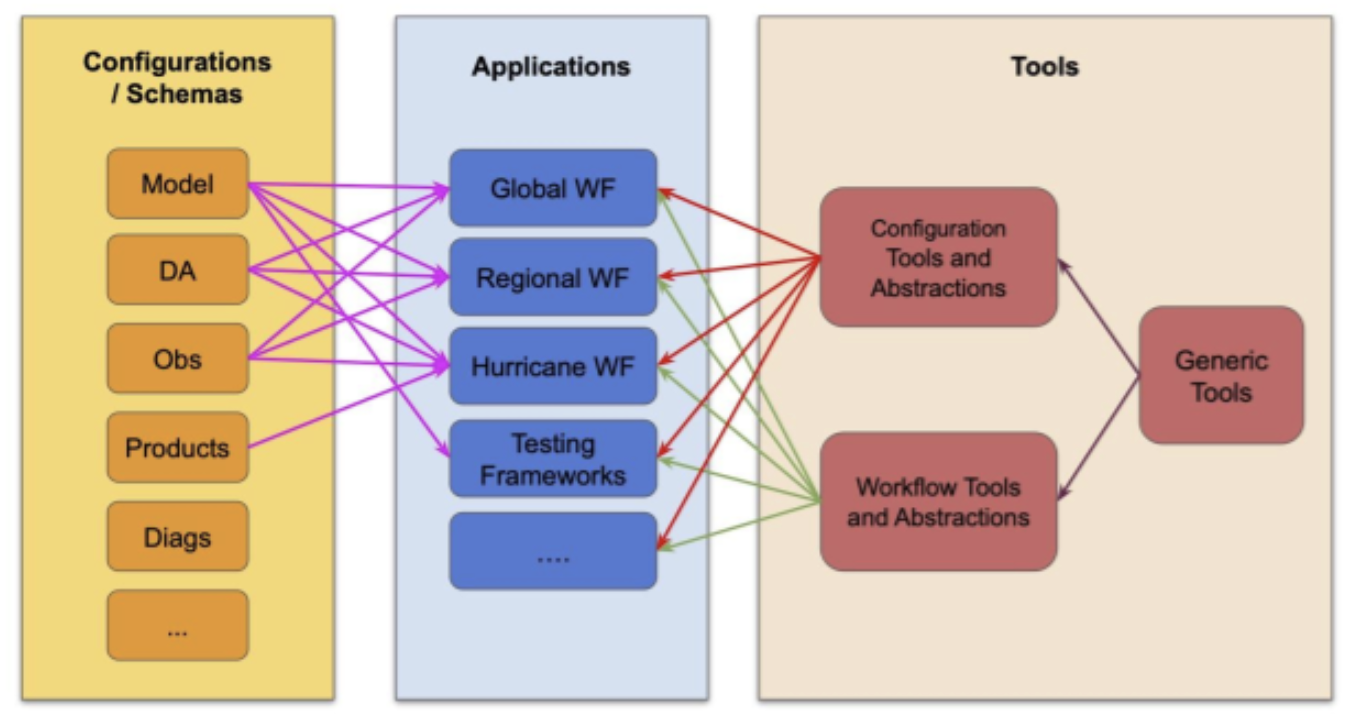 Configurations
/ Schemas
Model
DA
Obs
Products
Diags
...
Applications
Global WF
Regional WF
Hurricane WF
Testing
Frameworks
....
Tools
Configuration
Tools and
Abstractions
Workflow Tools
and Abstractions
Generic
Tools